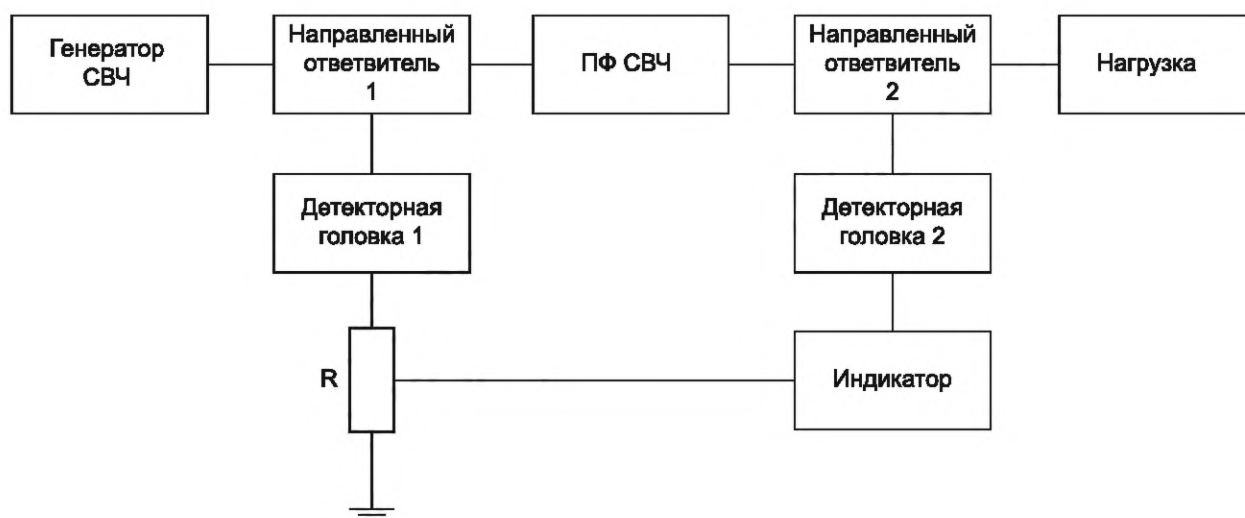 Генератор
СВЧ
Направленный
ответвитель
1
ПФ СВЧ
Направленный
ответвитель
2
Нагрузка
Детекторная
головка 1
Детекторная
головка 2
R
Индикатор